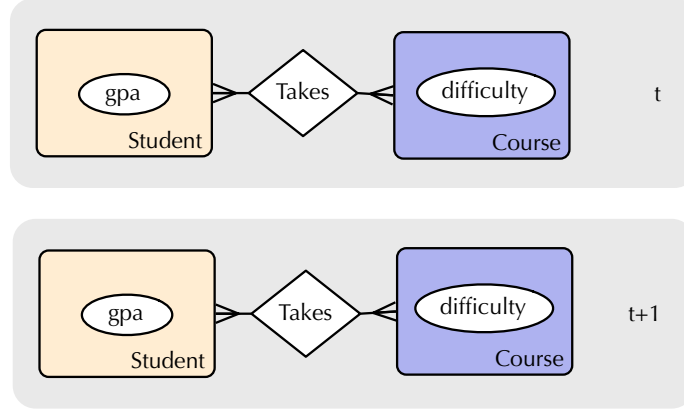 gpa
Student
Takes
difficulty
Course
t
gpa
Student
Takes
difficulty
Course
t+1